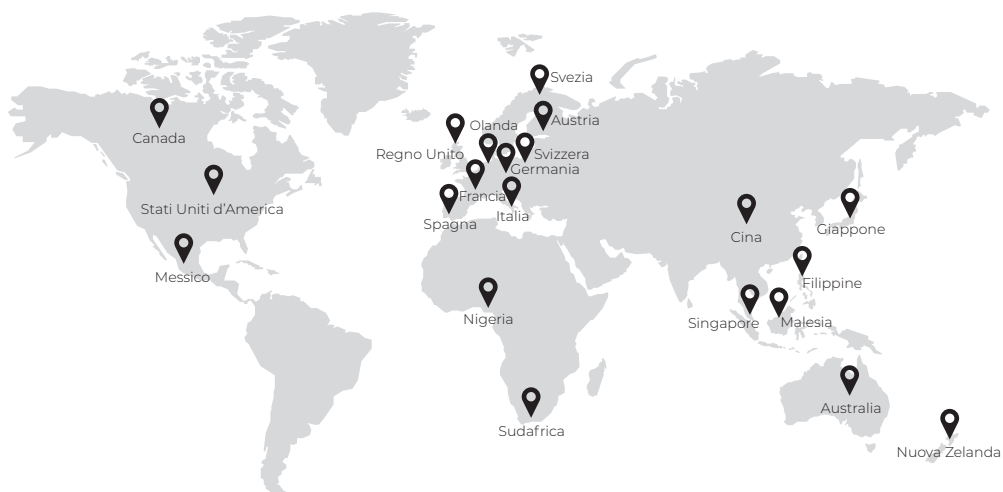 Svezia
Canada
Olanda
Austria
Regno Unito
Svizzera
Germania
Stati Uniti d'America
Francia
Spagna
Italia
Cina
Giappone
Messico
Filippine
Nigeria
Singapore
Malesia
Australia
Sudafrica
Nuova Zelanda